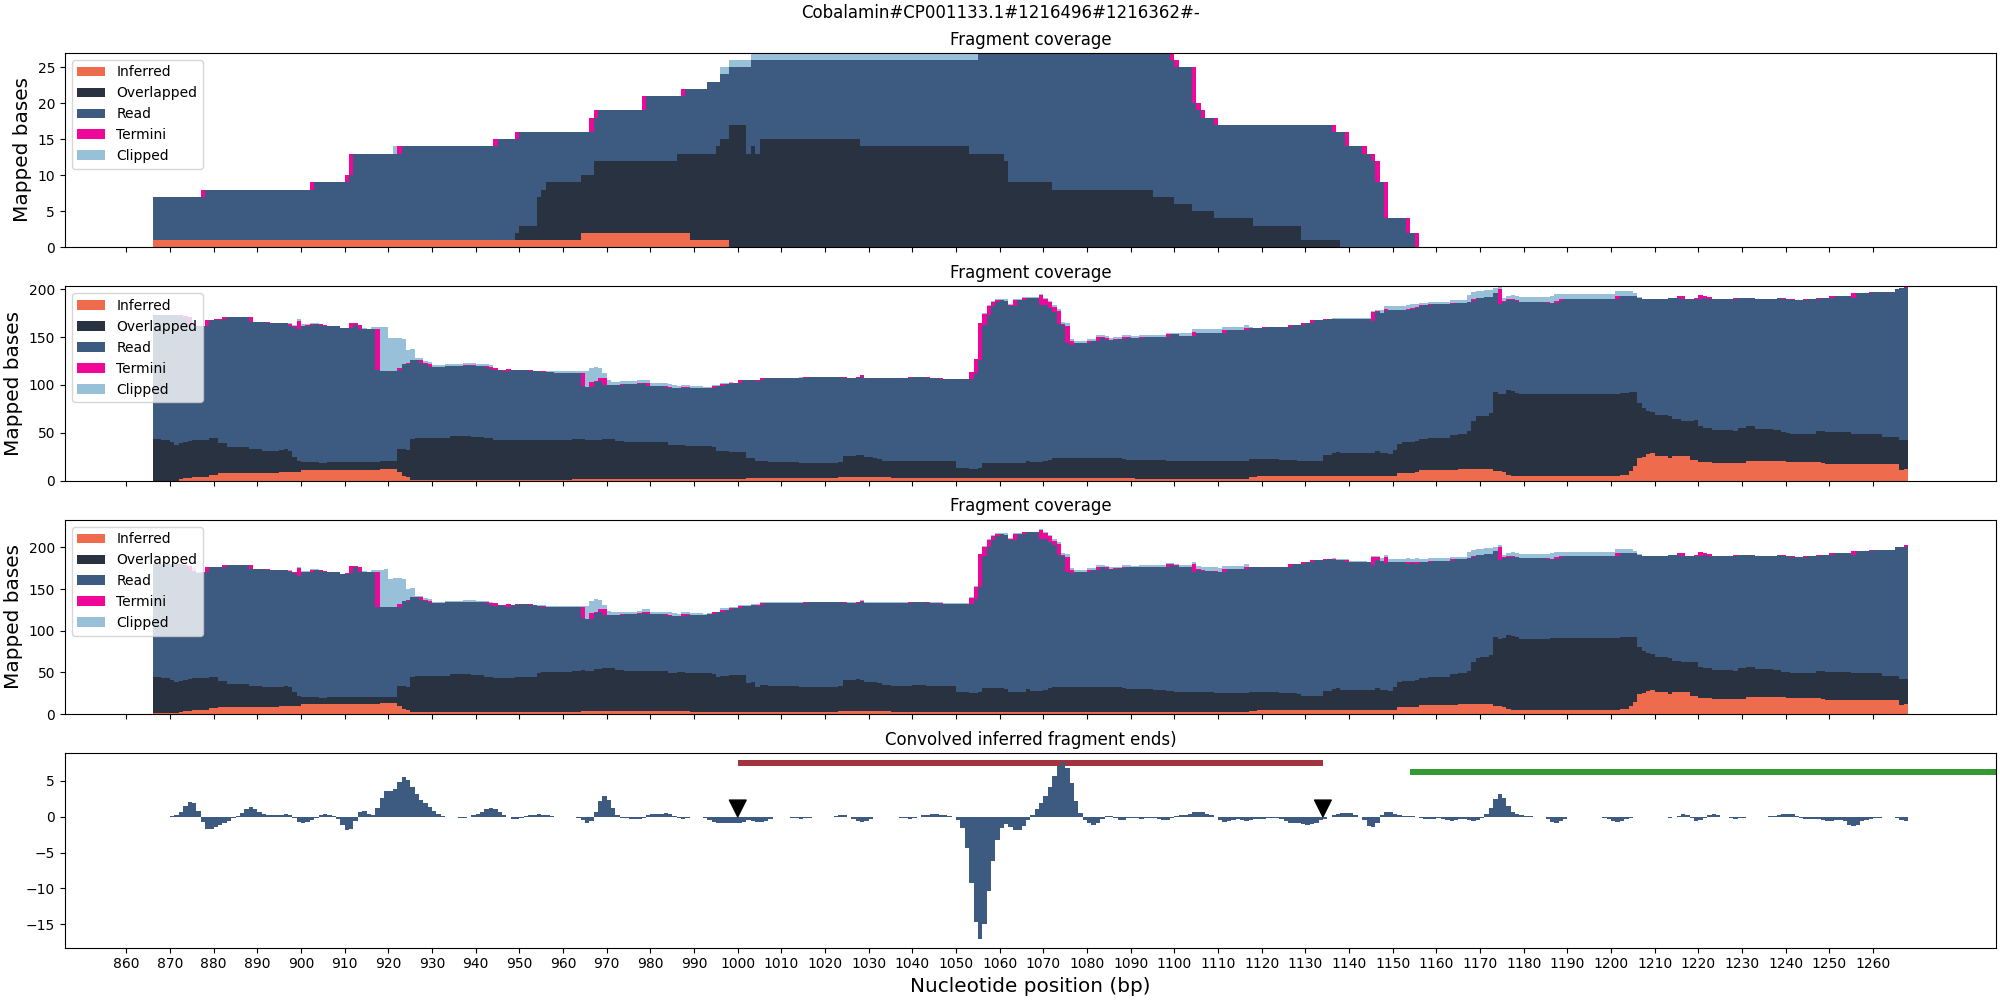 Cobalamin#CP001133.1#1216496#1216362#-
Fragment coverage
Mapped bases
25
20
15
10
5
0
Inferred
Overlapped
Read
Termini
Clipped
Fragment coverage
Mapped bases
200
150
100
50
0
Inferred
Overlapped
Read
Termini
Clipped
Fragment coverage
Mapped bases
200
150
100
50
0
Inferred
Overlapped
Read
Termini
Clipped
Convolved inferred fragment ends)
5
0
−5
−10
−15
860 870 880 890 900 910 920 930 940 950 960 970 980 990 1000 1010 1020 1030 1040 1050 1060 1070 1080 1090 1100 1110 1120 1130 1140 1150 1160 1170 1180 1190 1200 1210 1220 1230 1240 1250 1260
Nucleotide position (bp)